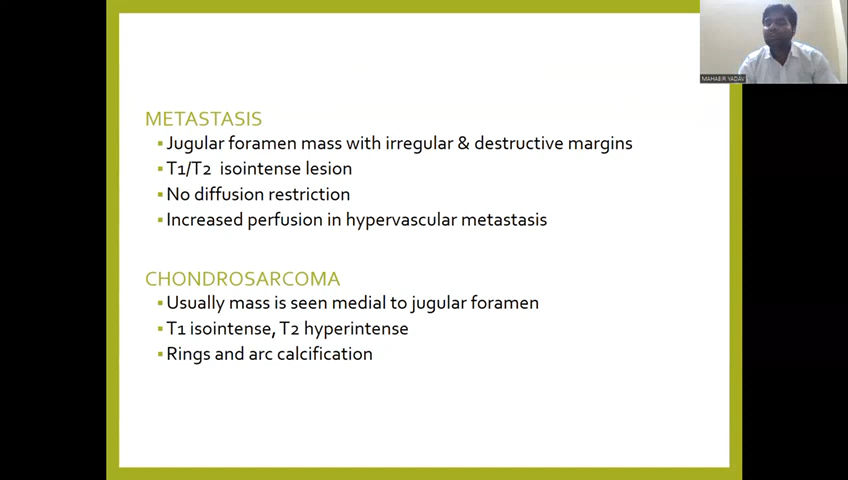 MAHABIR YADAV
METASTASIS
▪Jugular foramen mass with irregular & destructive margins
▪T1/T2 isointense lesion
▪No diffusion restriction
▪Increased perfusion in hypervascular metastasis
CHONDROSARCOMA
▪Usually mass is seen medial to jugular foramen
▪T1 isointense, T2 hyperintense
▪Rings and arc calcification